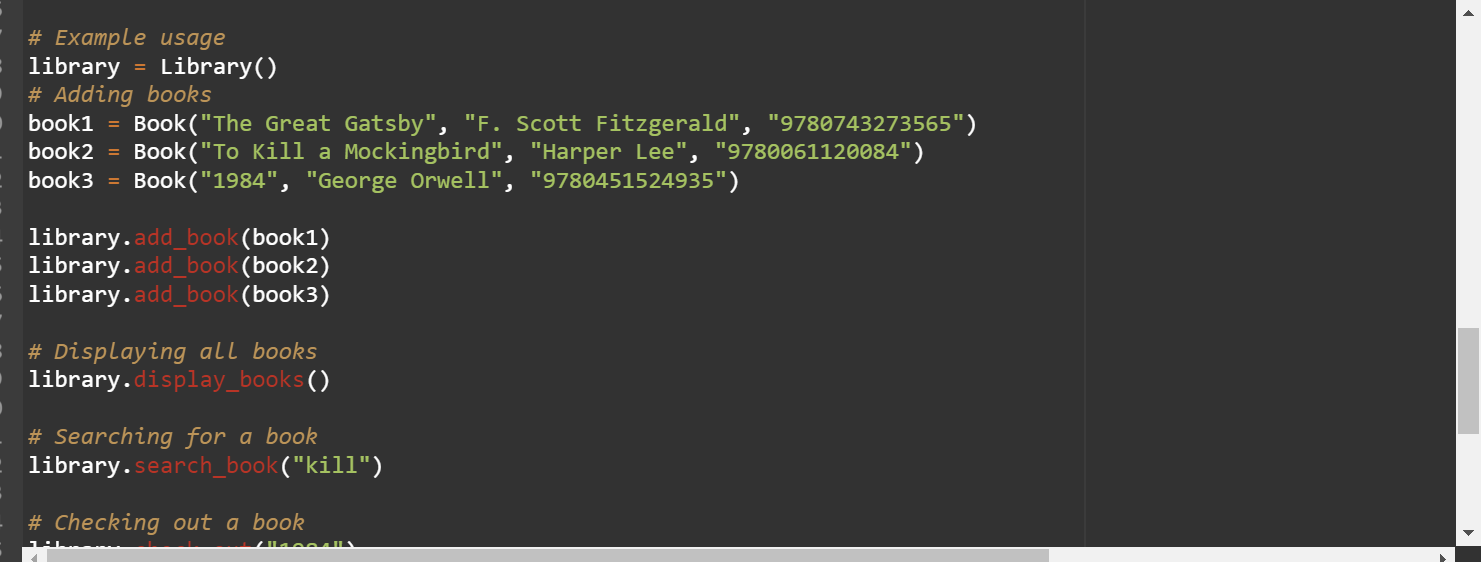 # Example usage
library = Library()
# Adding books
book1 = Book("The Great Gatsby", "F. Scott Fitzgerald", "9780743273565")
book2 = Book("To Kill a Mockingbird", "Harper Lee", "9780061120084")
book3 = Book("1984", "George Orwell", "9780451524935")
library.add_book(book1)
library.add_book(book2)
library.add_book(book3)
# Displaying all books
library.display_books()
# Searching for a book
library.search_book("kill")
# Checking out a book